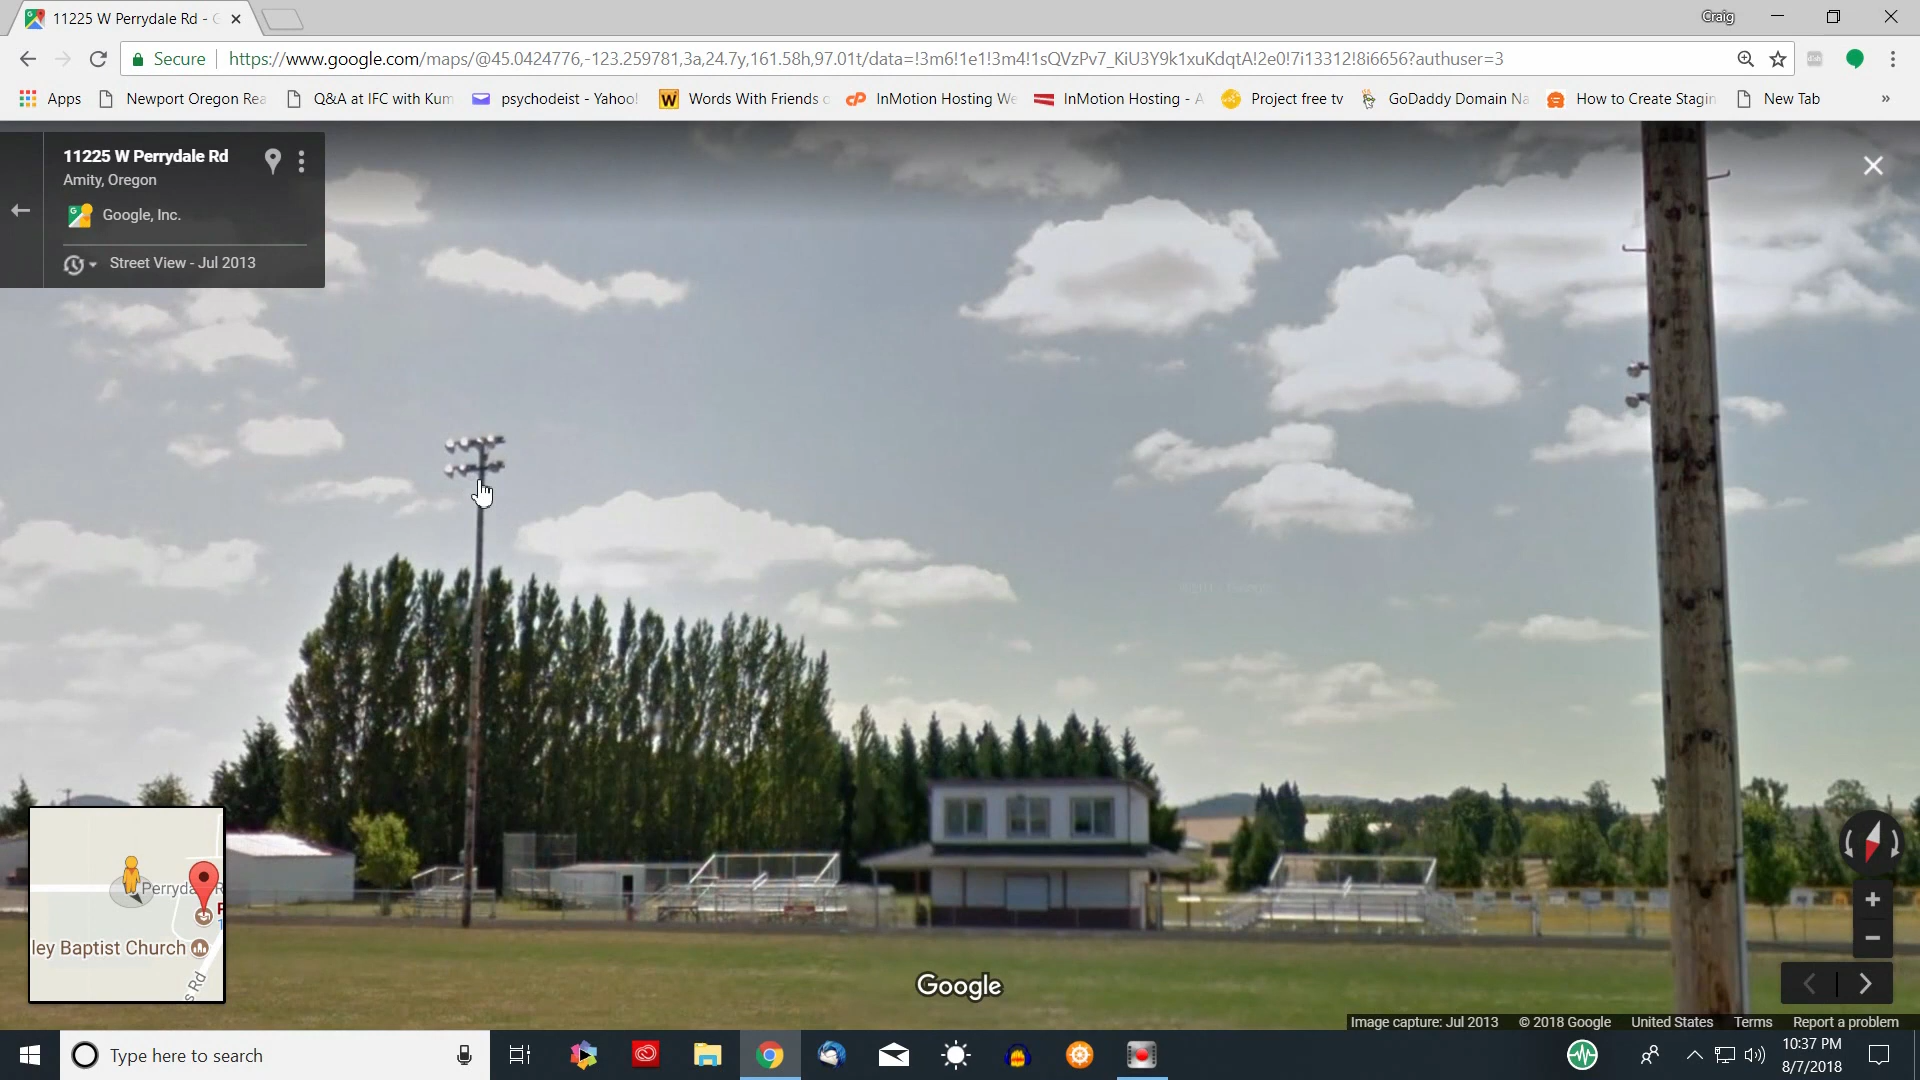 11225 W Perrydale Rd - G
Craig
Secure
https://www.google.com/maps/@45.0424776,-123.259781,3a,24.7y,161.58h,97.01t/data=!3m6!1e1!3m4!1sQVzPv7_KiU3Y9k1xuKdqtA!2e0!7i13312!8i6656?authuser=3
Apps
Newport Oregon Rea
Q&A at IFC with Kum
psychodeist - Yahoo!
Words With Friends
InMotion Hosting We
InMotion Hosting - A
Project free tv
GoDaddy Domain Na
How to Create Stagin
New Tab
»
11225 W Perrydale Rd
Amity, Oregon
Google, Inc.
Street View - Jul 2013
Perryda
ley Baptist Church
s Rd
Google
Image capture: Jul 2013
© 2018 Google
United States
Terms
Report a problem
Type here to search
10:37 PM
8/7/2018